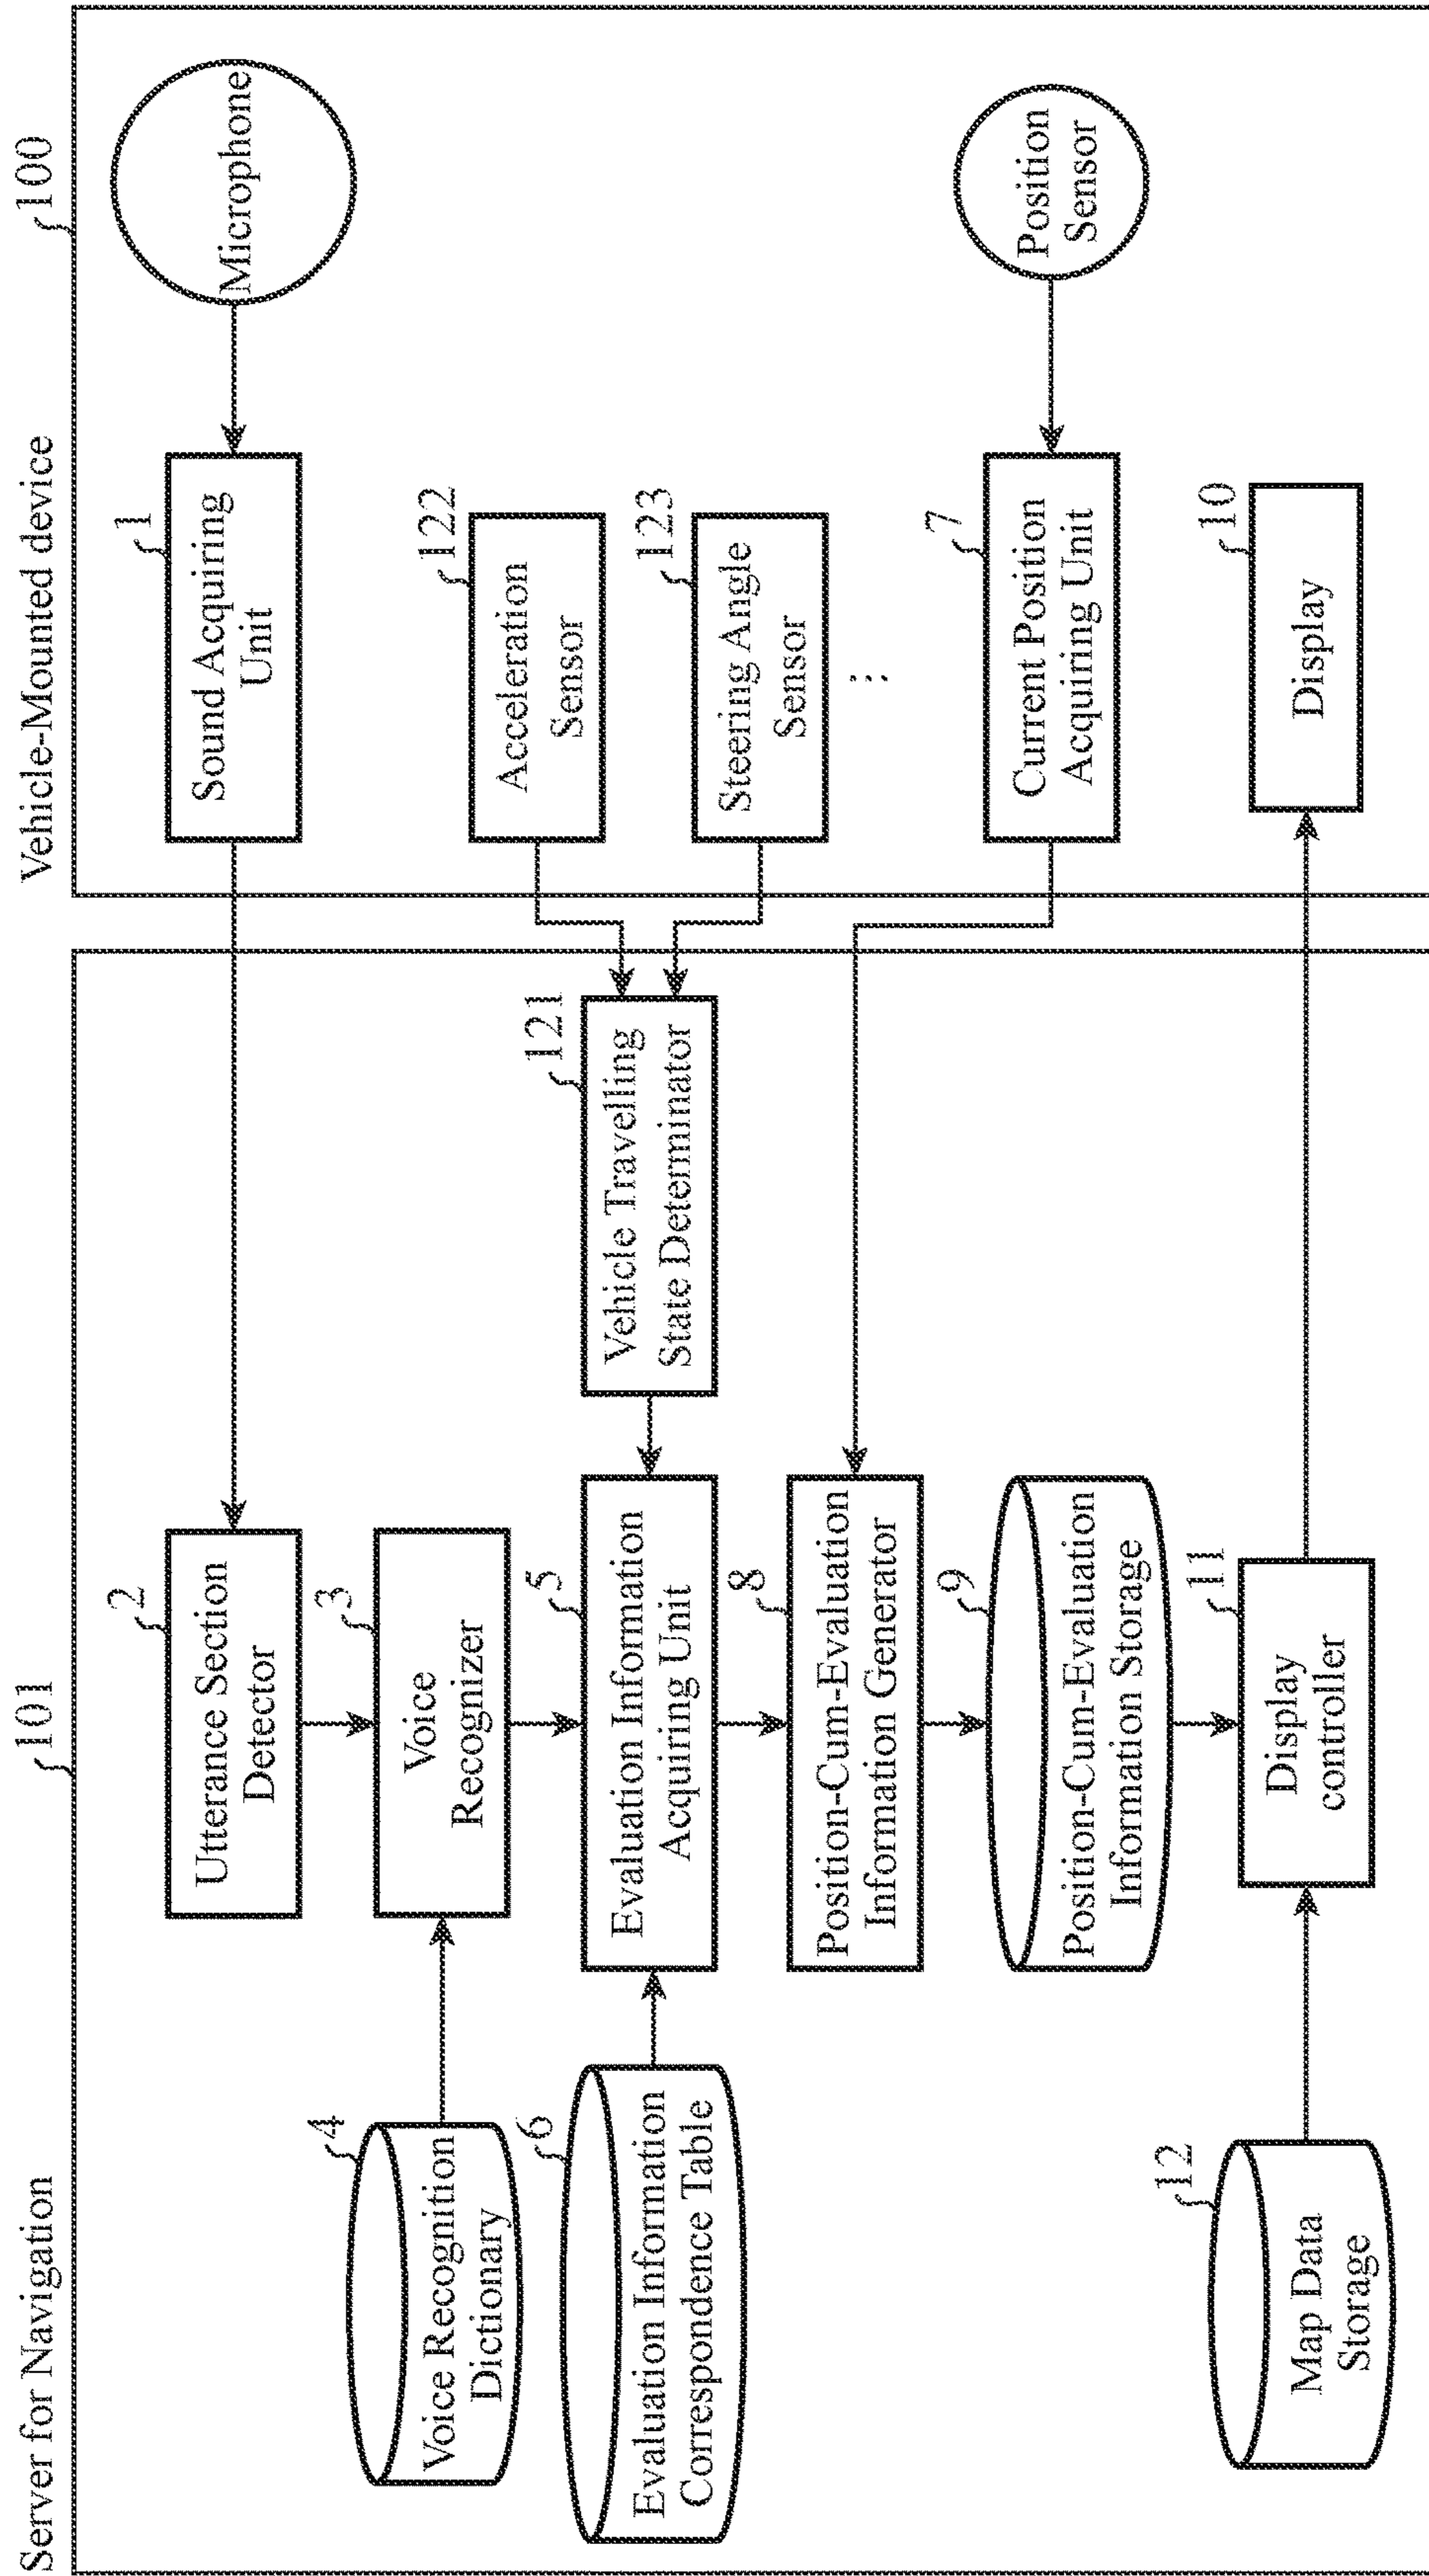 Server for Navigation
101
Vehicle-Mounted device
100
2
Utterance Section
Detector
1
Sound Acquiring
Unit
Microphone
4
Voice Recognition
Dictionary
3
Voice
Recognizer
122
Acceleration
Sensor
6
Evaluation Information
Correspondence Table
5
Evaluation Information
Acquiring Unit
121
Vehicle Travelling
State Determinator
123
Steering Angle
Sensor
...
8
Position-Cum-Evaluation
Information Generator
7
Current Position
Acquiring Unit
Position
Sensor
9
Position-Cum-Evaluation
Information Storage
12
Map Data
Storage
11
Display
controller
10
Display